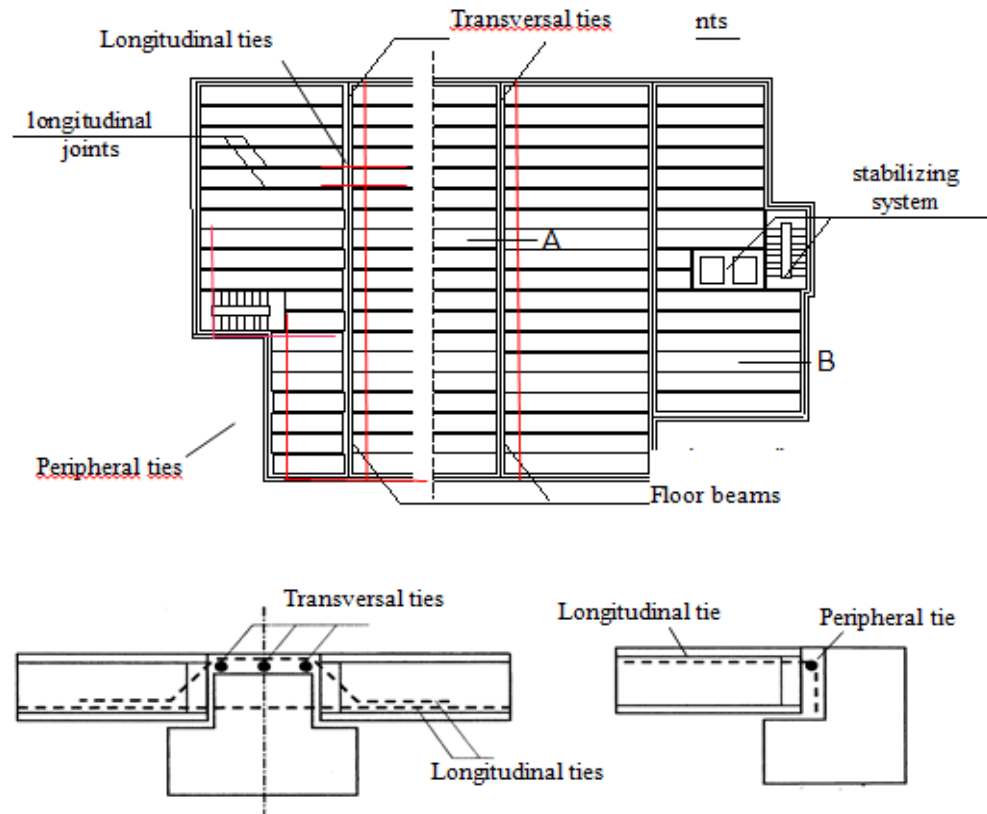 Transversal ties
nts
Longitudinal ties
longitudinal
joints
stabilizing
system
A
B
Peripheral ties
Floor beams
Transversal ties
Longitudinal tie
Peripheral tie
Longitudinal ties